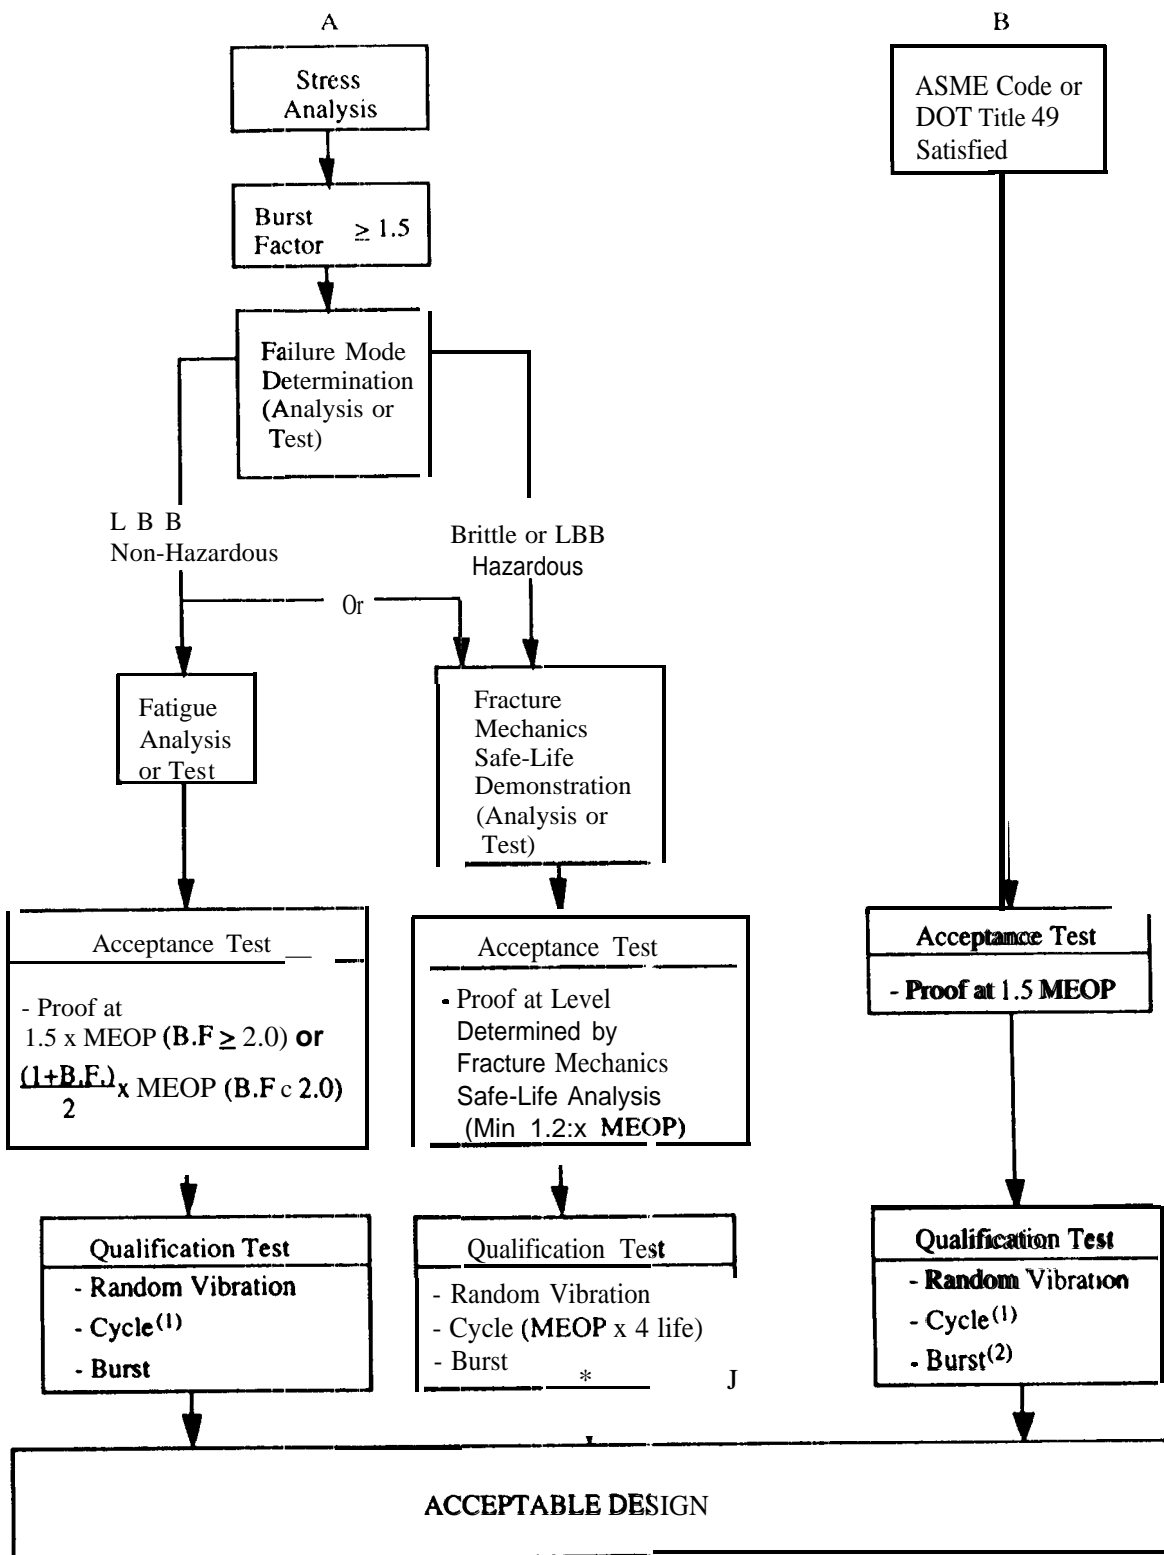 A
Stress
Analysis
Burst
Factor ≥ 1.5
Failure Mode
Determination
(Analysis or
Test)
L B B
Non-Hazardous
Brittle or LBB
Hazardous
Or
Fatigue
Analysis
or Test
Fracture
Mechanics
Safe-Life
Demonstration
(Analysis or
Test)
Acceptance Test
- Proof at
1.5 x MEOP (B.F ≥ 2.0) or
(1+B.F.)
2
x MEOP (B.F c 2.0)
Acceptance Test
- Proof at Level
Determined by
Fracture Mechanics
Safe-Life Analysis
(Min 1.2:x MEOP)
Qualification Test
- Random Vibration
- Cycle(1)
- Burst
Qualification Test
- Random Vibration
- Cycle (MEOP x 4 life)
- Burst
* J
B
ASME Code or
DOT Title 49
Satisfied
Acceptance Test
- Proof at 1.5 MEOP
Qualification Test
- Random Vibration
- Cycle(1)
- Burst(2)
ACCEPTABLE DESIGN